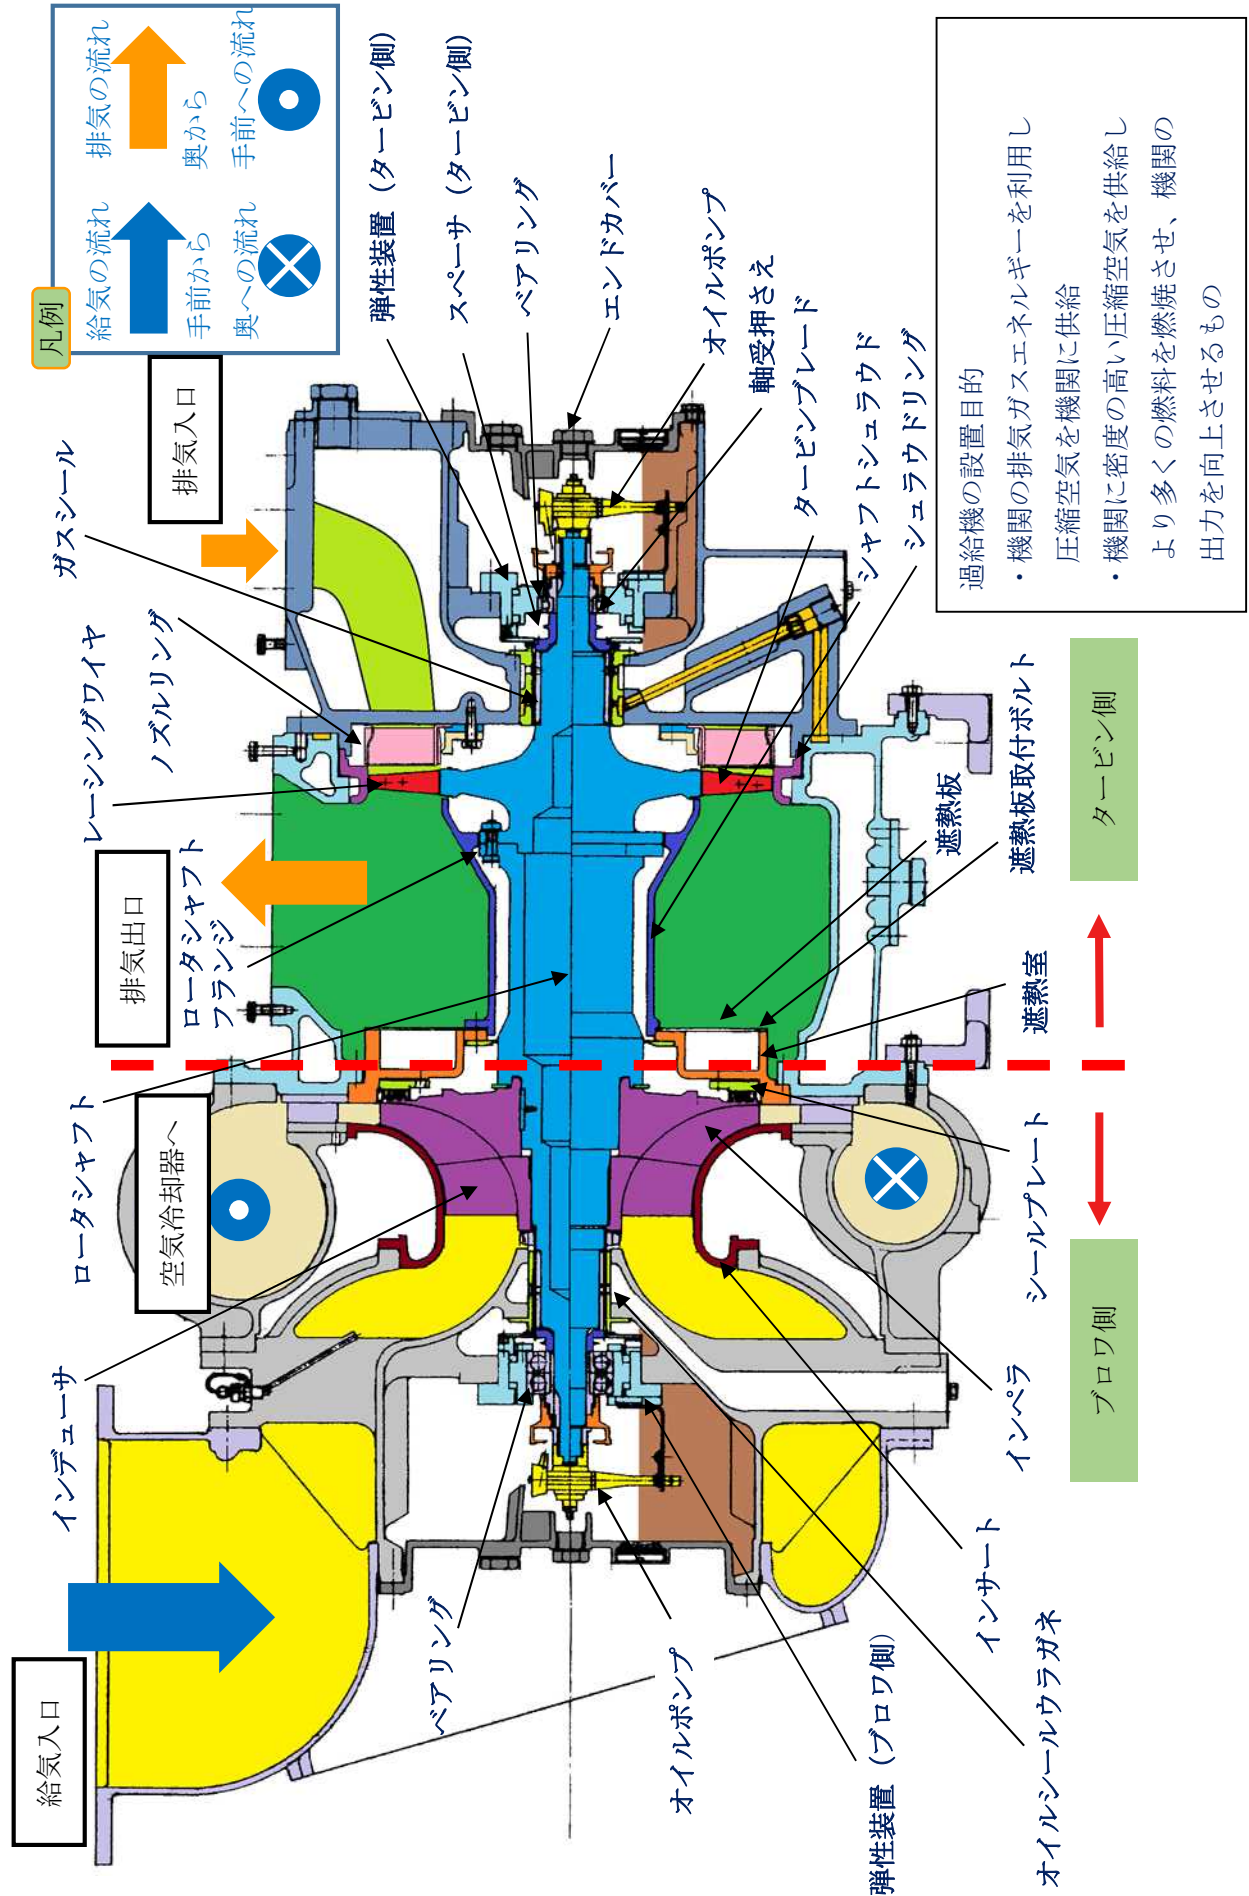 凡例
給気の流れ
排気の流れ
手前から
奥への流れ
奥から
手前への流れ
給気入口
空気冷却器へ
排気出口
排気入口
インデューサ
ロータシャフト
ロータシャフト
フランジ
レーシングワイヤ
ノズルリング
ガスシール
弾性装置（タービン側）
スペーサ（タービン側）
ベアリング
エンドカバー
オイルポンプ
軸受押さえ
タービンブレード
シャフトシュラウド
シュラウドリング
遮熱板
遮熱板取付ボルト
遮熱室
シールプレート
インペラ
インサート
オイルシールウラガネ
弾性装置（ブロワ側）
オイルポンプ
ベアリング
ブロワ側
タービン側
過給機の設置目的
・機関の排気ガスエネルギーを利用し
圧縮空気を機関に供給
・機関に密度の高い圧縮空気を供給し
より多くの燃料を燃焼させ、機関の
出力を向上させるもの